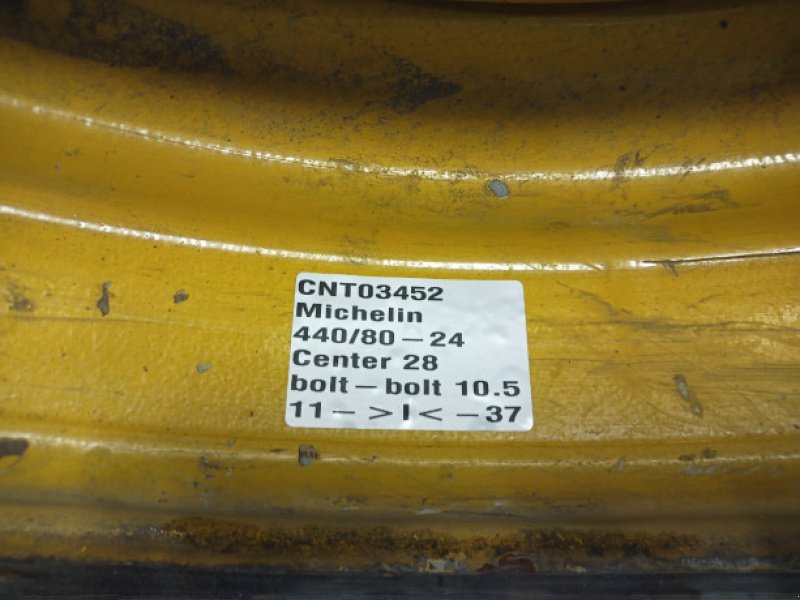 CNT03452
Michelin
440/80-24
Center 28
bolt-bolt 10.5
11->|<-37